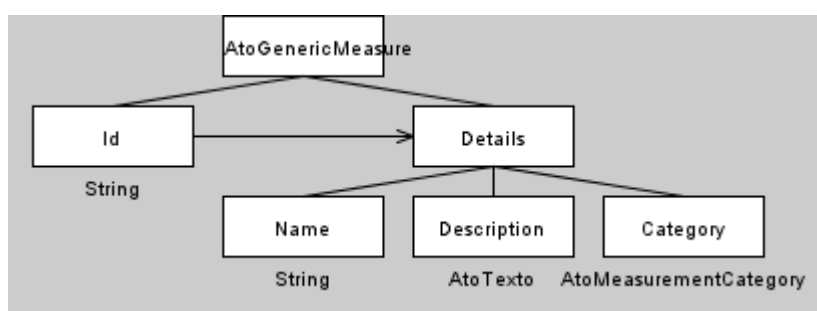 AtoGenericMeasure
Id
Details
String
Name
Description
Category
String
AtoTexto
AtoMeasurementCategory